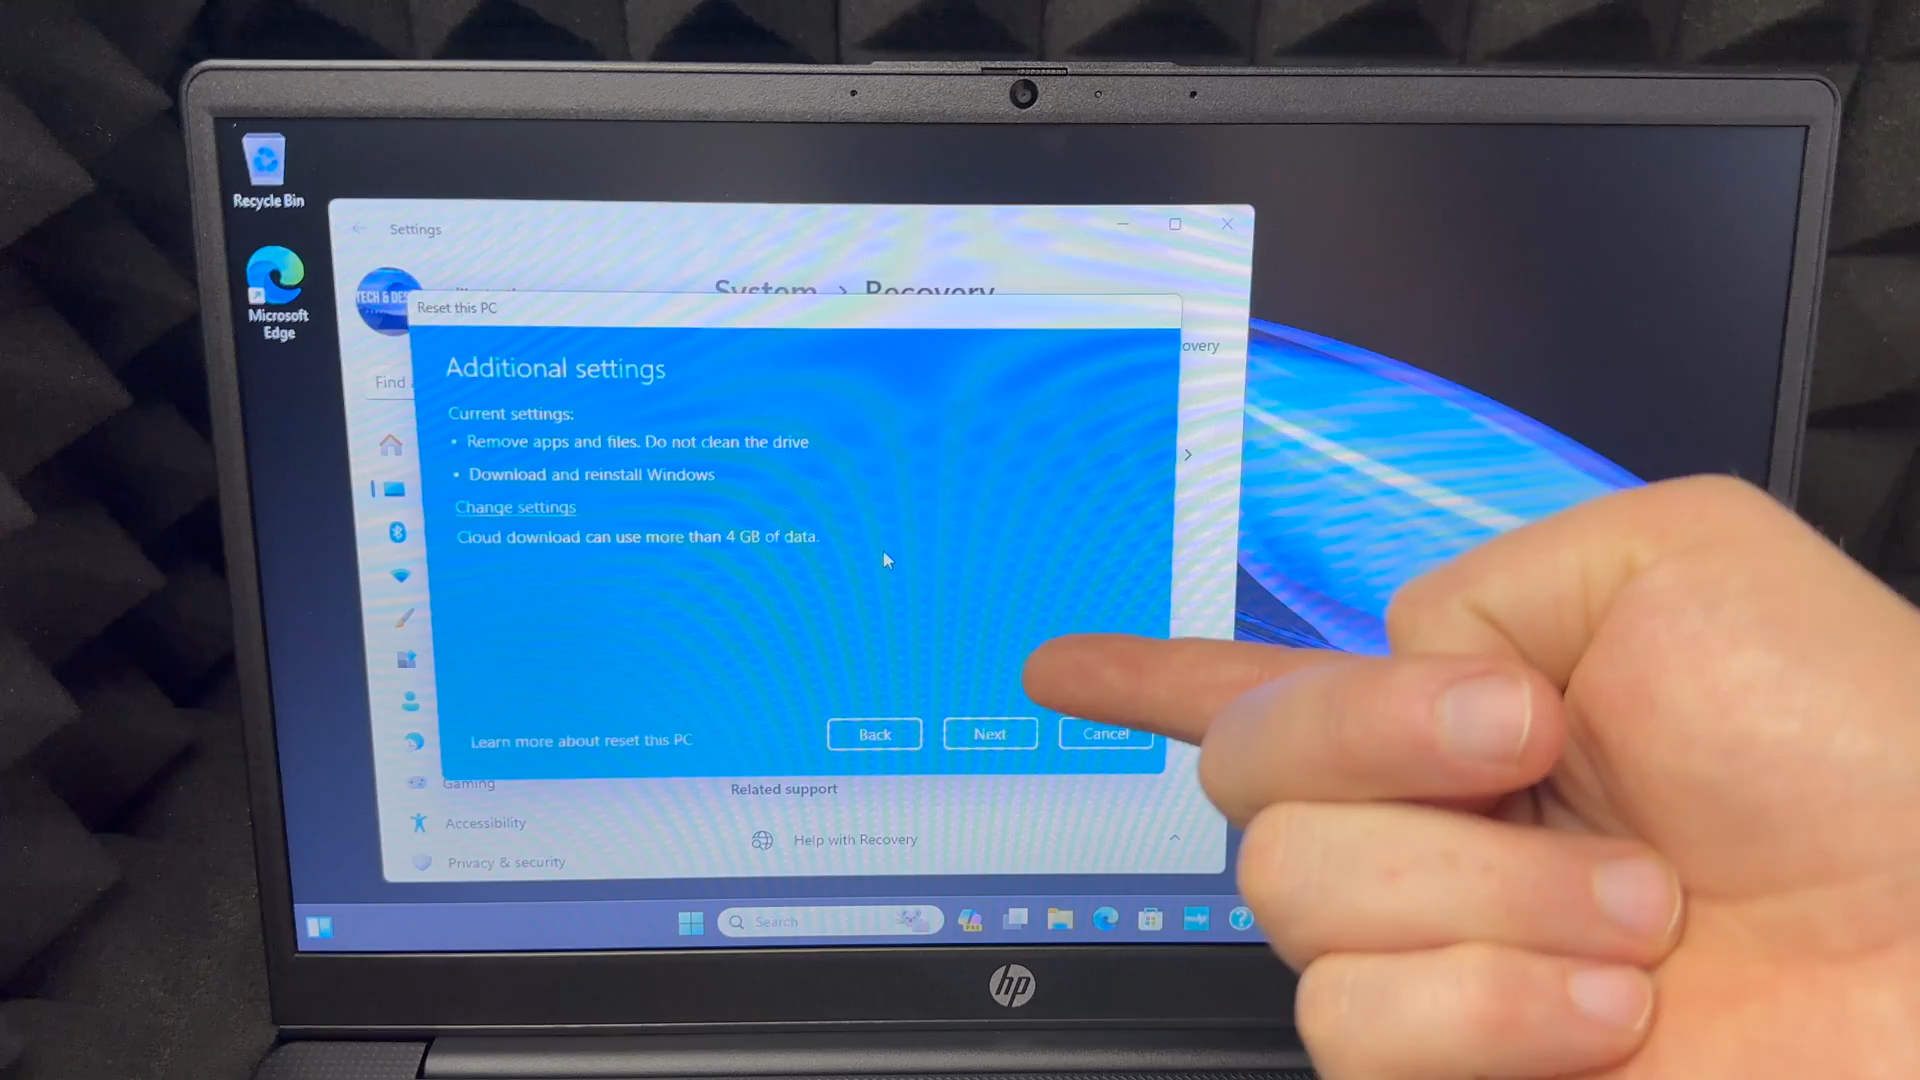 Recycle Bin
Microsoft
Edge
Settings
TECH & DES
System > Recovery
Reset this PC
overy
Find
Additional settings
Current settings:
• Remove apps and files. Do not clean the drive
• Download and reinstall Windows
Change settings
Cloud download can use more than 4 GB of data.
Learn more about reset this PC
Back
Next
Cancel
Gaming
Accessibility
Privacy & security
Related support
Help with Recovery
Search
hp